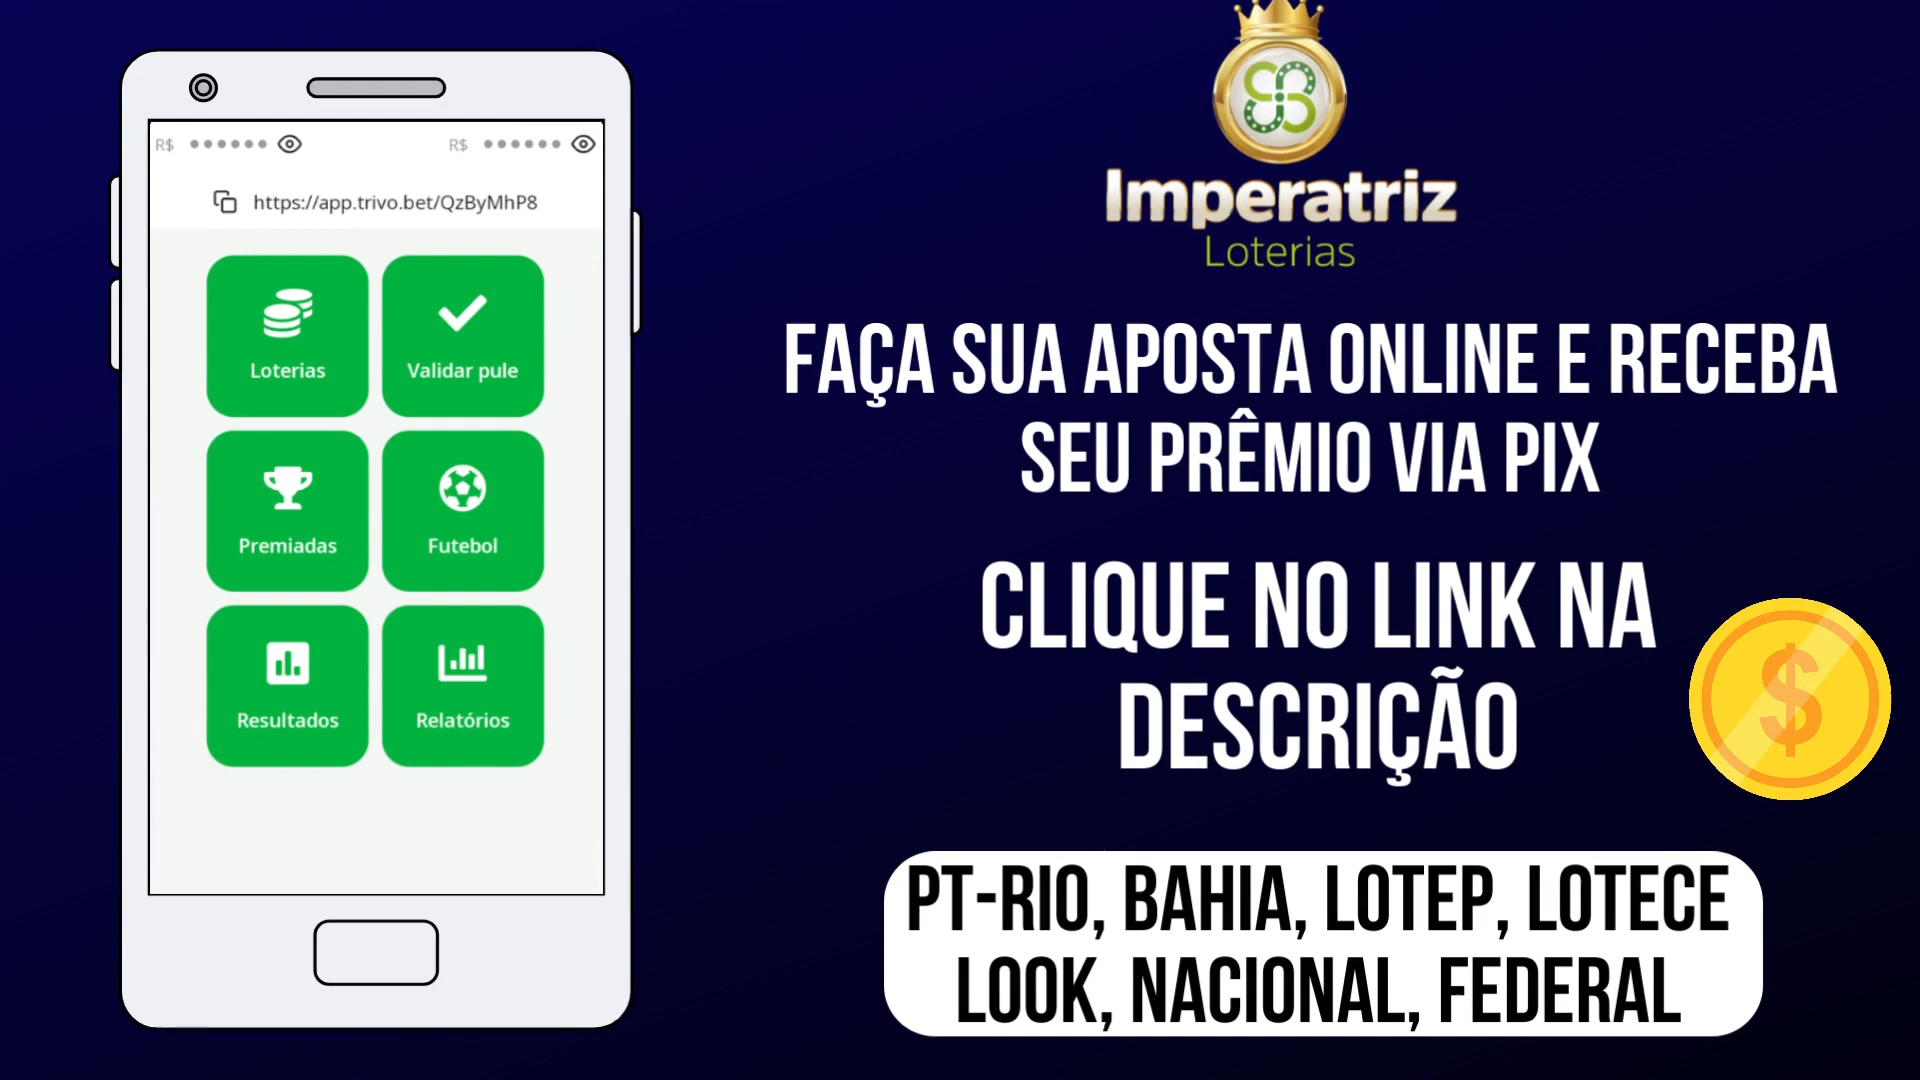 R$ R$
https://app.trivo.bet/QzByMhP8
Loterias Validar pule
Premiadas Futebol
Resultados Relatórios
Imperatriz
Loterias
FAÇA SUA APOSTA ONLINE E RECEBA
SEU PRÊMIO VIA PIX
CLIQUE NO LINK NA
DESCRIÇÃO
$
PT-RIO, BAHIA, LOTEP, LOTECE
LOOK, NACIONAL, FEDERAL